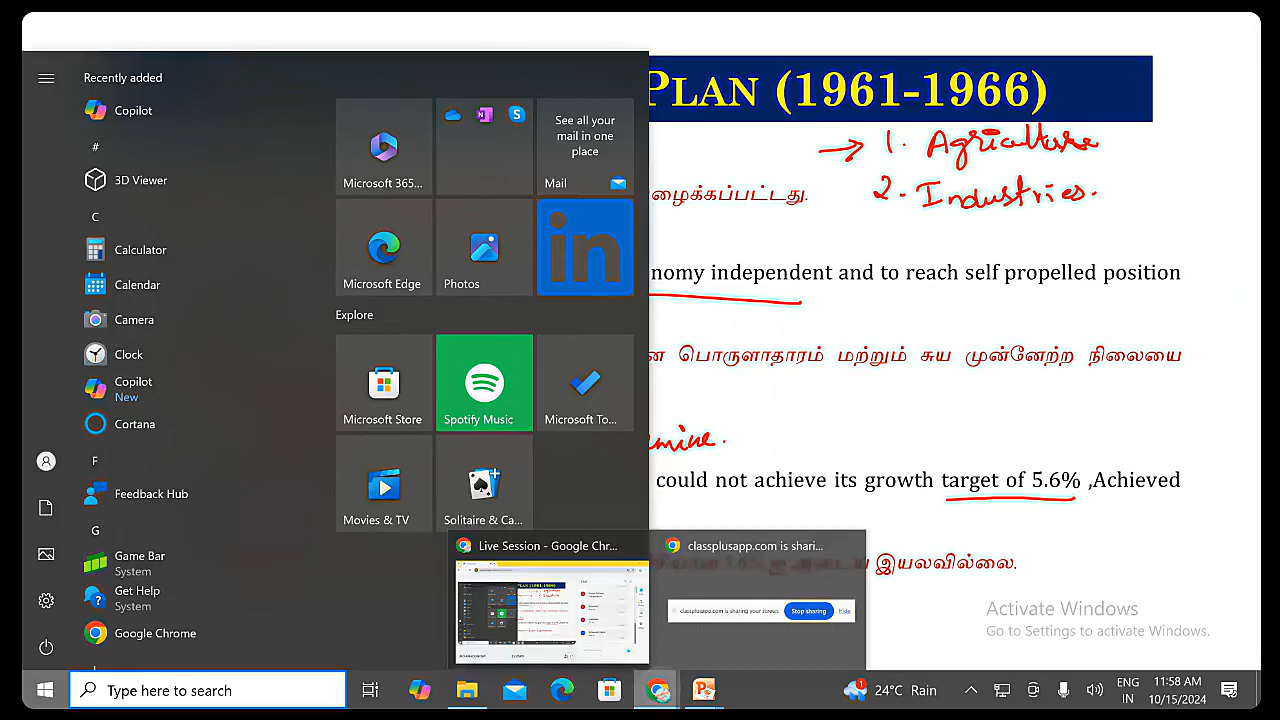 PLAN (1961-1966)
→ 1. Agriculture
2. Industries.
ழைக்கப்பட்டது.
nomy independent and to reach self propelled position
ன பொருளாதாரம் மற்றும் சுய முன்னேற்ற நிலையை
could not achieve its growth target of 5.6% ,Achieved
இயலவில்லை.
Recently added
Copilot
#
3D Viewer
C
Calculator
Calendar
Camera
Clock
Copilot
New
Cortana
F
Feedback Hub
G
Game Bar
System
Get Help
System
Google Chrome
See all your
mail in one
place
Microsoft 365...
Mail
Microsoft Edge
Photos
in
Explore
Microsoft Store
Spotify Music
Microsoft To...
Movies & TV
Solitaire & Ca...
Live Session - Google Chr...
classplusapp.com is shari...
classplusapp.com is sharing your screen.
Stop sharing
Hide
Activate Windows
Go to Settings to activate Windows.
Type here to search
1
24°C Rain
ENG
IN
11:58 AM
10/15/2024